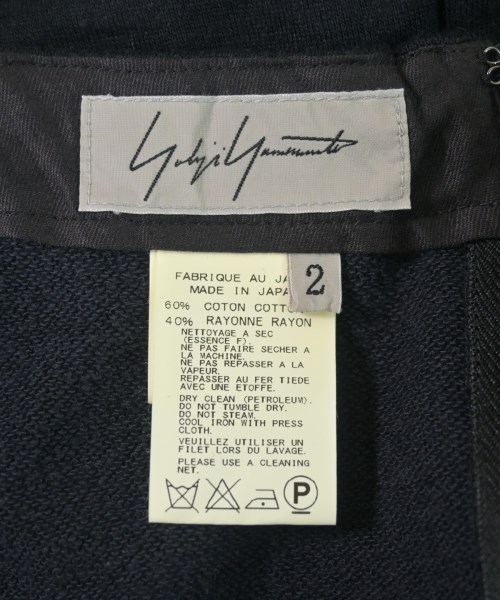 Yohji Yamamoto
2
FABRIQUE AU JA
MADE IN JAPA
60% COTON COTTO
40% RAYONNE RAYON
NETTOYAGE A SEC
(ESSENCE F).
NE PAS FAIRE SECHER A
LA MACHINE.
NE PAS REPASSER A LA
VAPEUR.
REPASSER AU FER TIEDE
AVEC UNE ETOFFE.
DRY CLEAN (PETROLEUM).
DO NOT TUMBLE DRY.
DO NOT STEAM.
COOL IRON WITH PRESS
CLOTH.
VEUILLEZ UTILISER UN
FILET LORS DU LAVAGE.
PLEASE USE A CLEANING
NET.
P